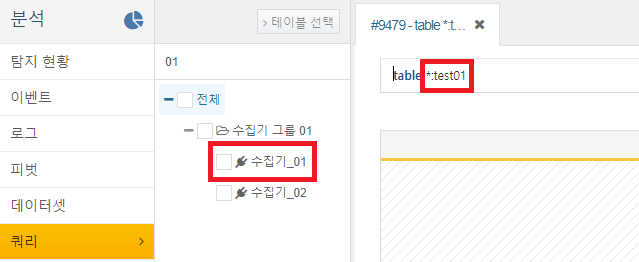 분석
탐지 현황
이벤트
로그
피벗
데이터셋
쿼리
테이블 선택
01
전체
수집기 그룹 01
수집기_01
수집기_02
#9479 - table *:t...
table *:test01